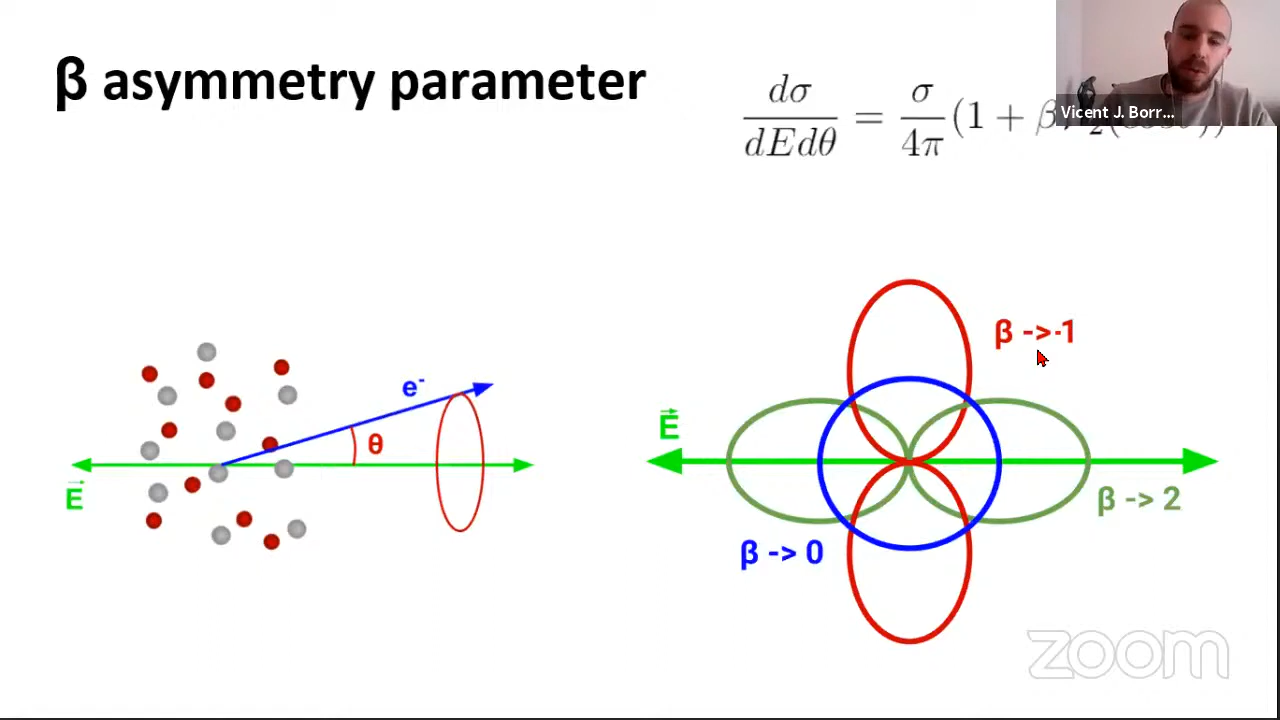 β asymmetry parameter
dσ/dEdθ = σ/4π (1 + β
Vicent J. Borr...
e⁻
θ
E⃗
β ->-1
E⃗
β -> 2
β -> 0
zoom